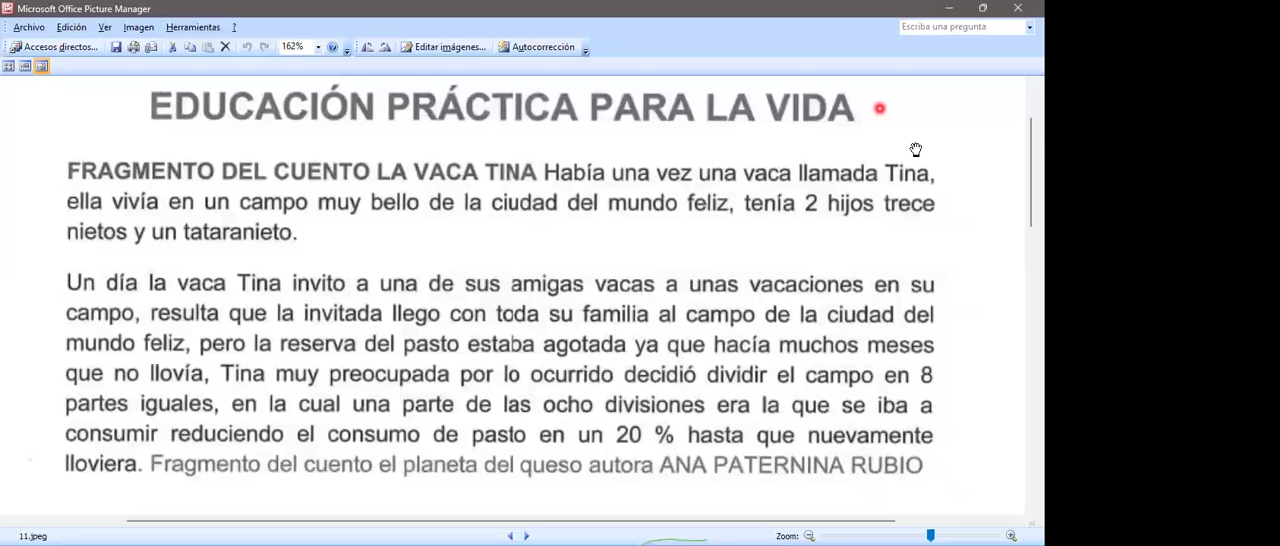 Microsoft Office Picture Manager
Archivo Edición Ver Imagen Herramientas ?
Escriba una pregunta
Accesos directos... 162% Editar imágenes... Autocorrección
EDUCACIÓN PRÁCTICA PARA LA VIDA
FRAGMENTO DEL CUENTO LA VACA TINA Había una vez una vaca llamada Tina,
ella vivía en un campo muy bello de la ciudad del mundo feliz, tenía 2 hijos trece
nietos y un tataranieto.
Un día la vaca Tina invito a una de sus amigas vacas a unas vacaciones en su
campo, resulta que la invitada llego con toda su familia al campo de la ciudad del
mundo feliz, pero la reserva del pasto estaba agotada ya que hacía muchos meses
que no llovía, Tina muy preocupada por lo ocurrido decidió dividir el campo en 8
partes iguales, en la cual una parte de las ocho divisiones era la que se iba a
consumir reduciendo el consumo de pasto en un 20 % hasta que nuevamente
lloviera. Fragmento del cuento el planeta del queso autora ANA PATERNINA RUBIO
11.jpeg Zoom: